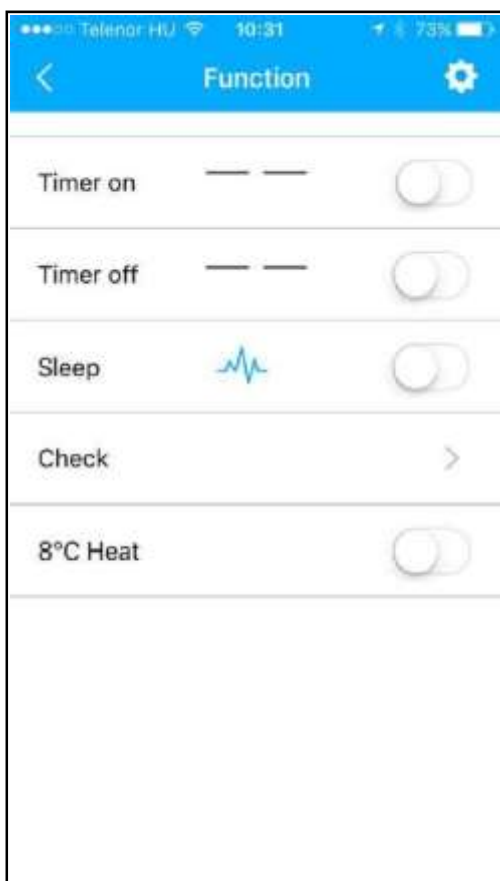 Telenor HU 10:31 73%
Function
Timer on — —
Timer off — —
Sleep
Check
8°C Heat